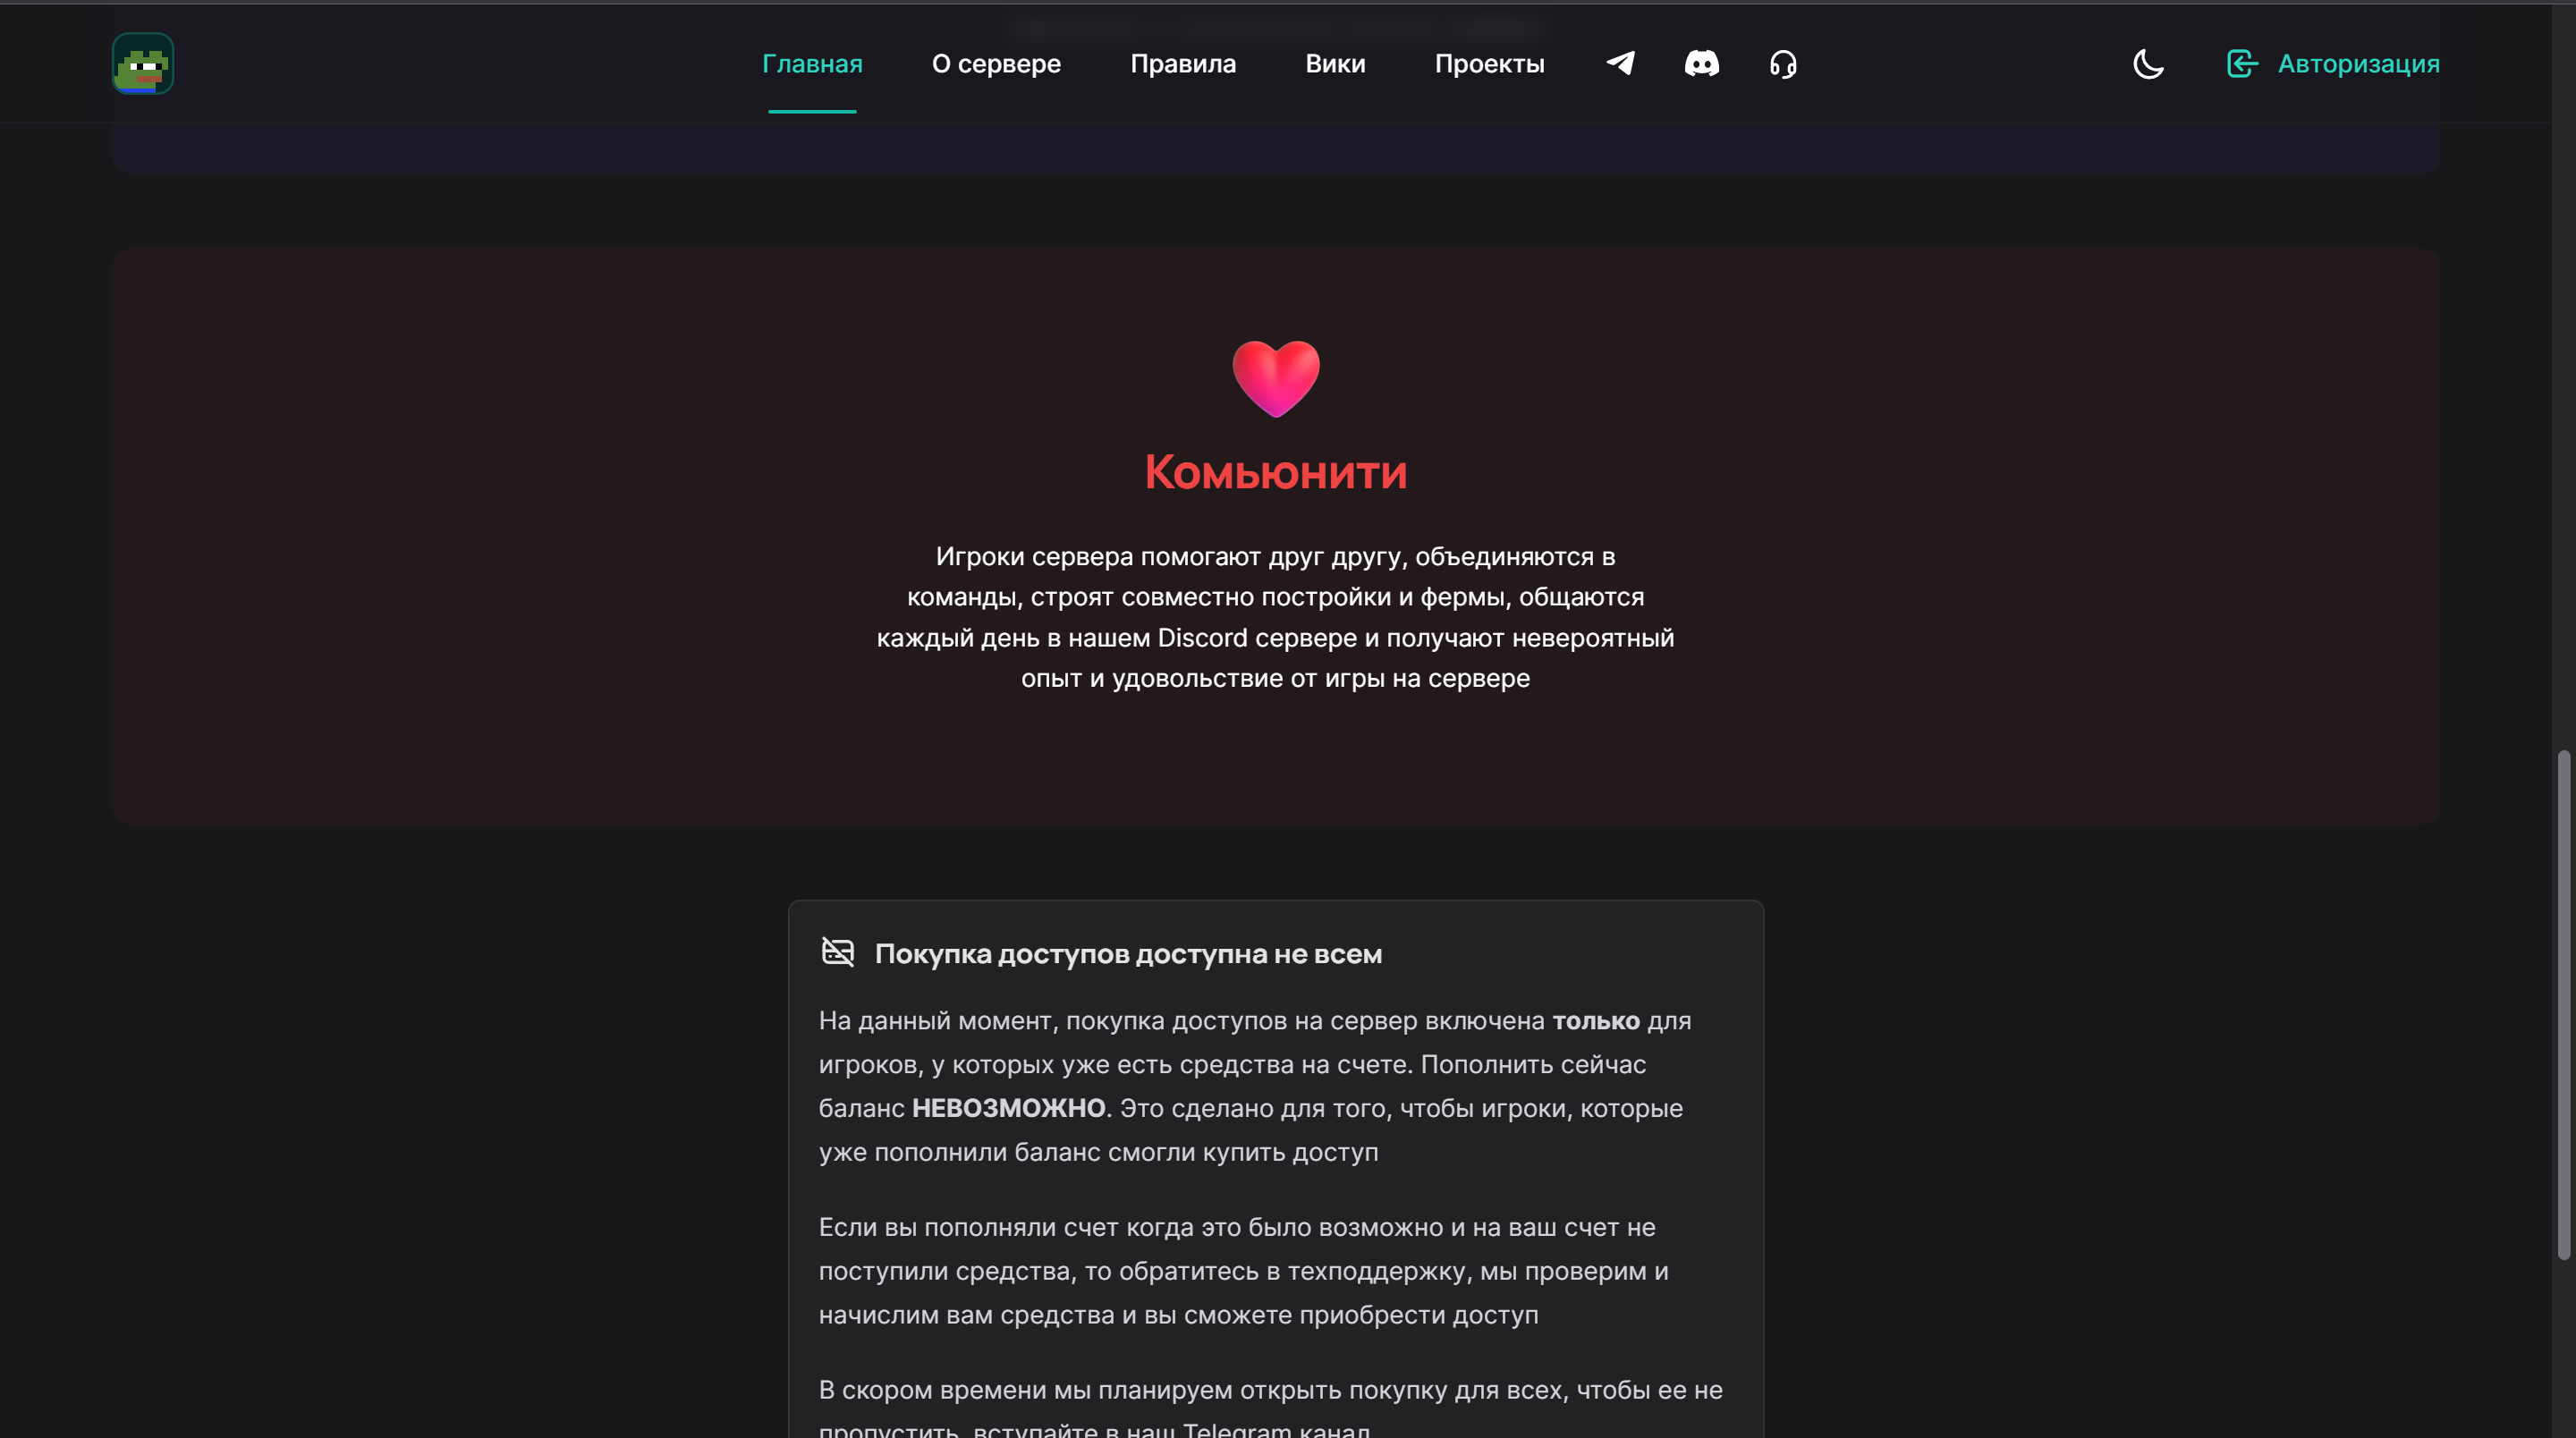 Главная
О сервере
Правила
Вики
Проекты
Авторизация
Комьюнити
Игроки сервера помогают друг другу, объединяются в
команды, строят совместно постройки и фермы, общаются
каждый день в нашем Discord сервере и получают невероятный
опыт и удовольствие от игры на сервере
Покупка доступов доступна не всем
На данный момент, покупка доступов на сервер включена только для
игроков, у которых уже есть средства на счете. Пополнить сейчас
баланс НЕВОЗМОЖНО. Это сделано для того, чтобы игроки, которые
уже пополнили баланс смогли купить доступ
Если вы пополняли счет когда это было возможно и на ваш счет не
поступили средства, то обратитесь в техподдержку, мы проверим и
начислим вам средства и вы сможете приобрести доступ
В скором времени мы планируем открыть покупку для всех, чтобы ее не
пропустить, вступайте в наш Telegram канал